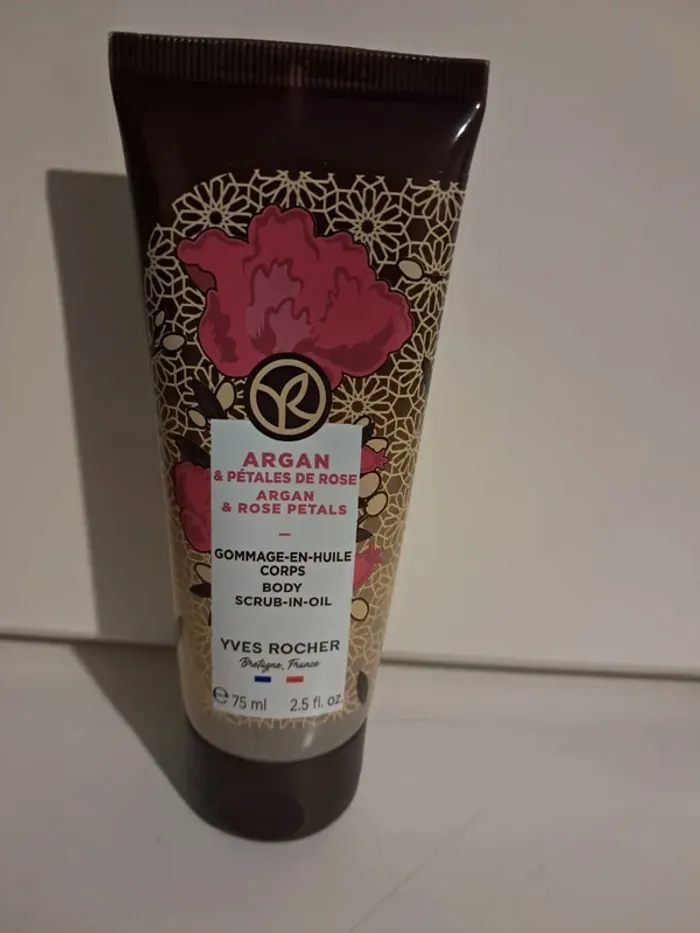 ARGAN
& PÉTALES DE ROSE
ARGAN
& ROSE PETALS
–
GOMMAGE-EN-HUILE
CORPS
BODY
SCRUB-IN-OIL
YVES ROCHER
Bretagne, France
℮ 75 ml 2.5 fl. oz.